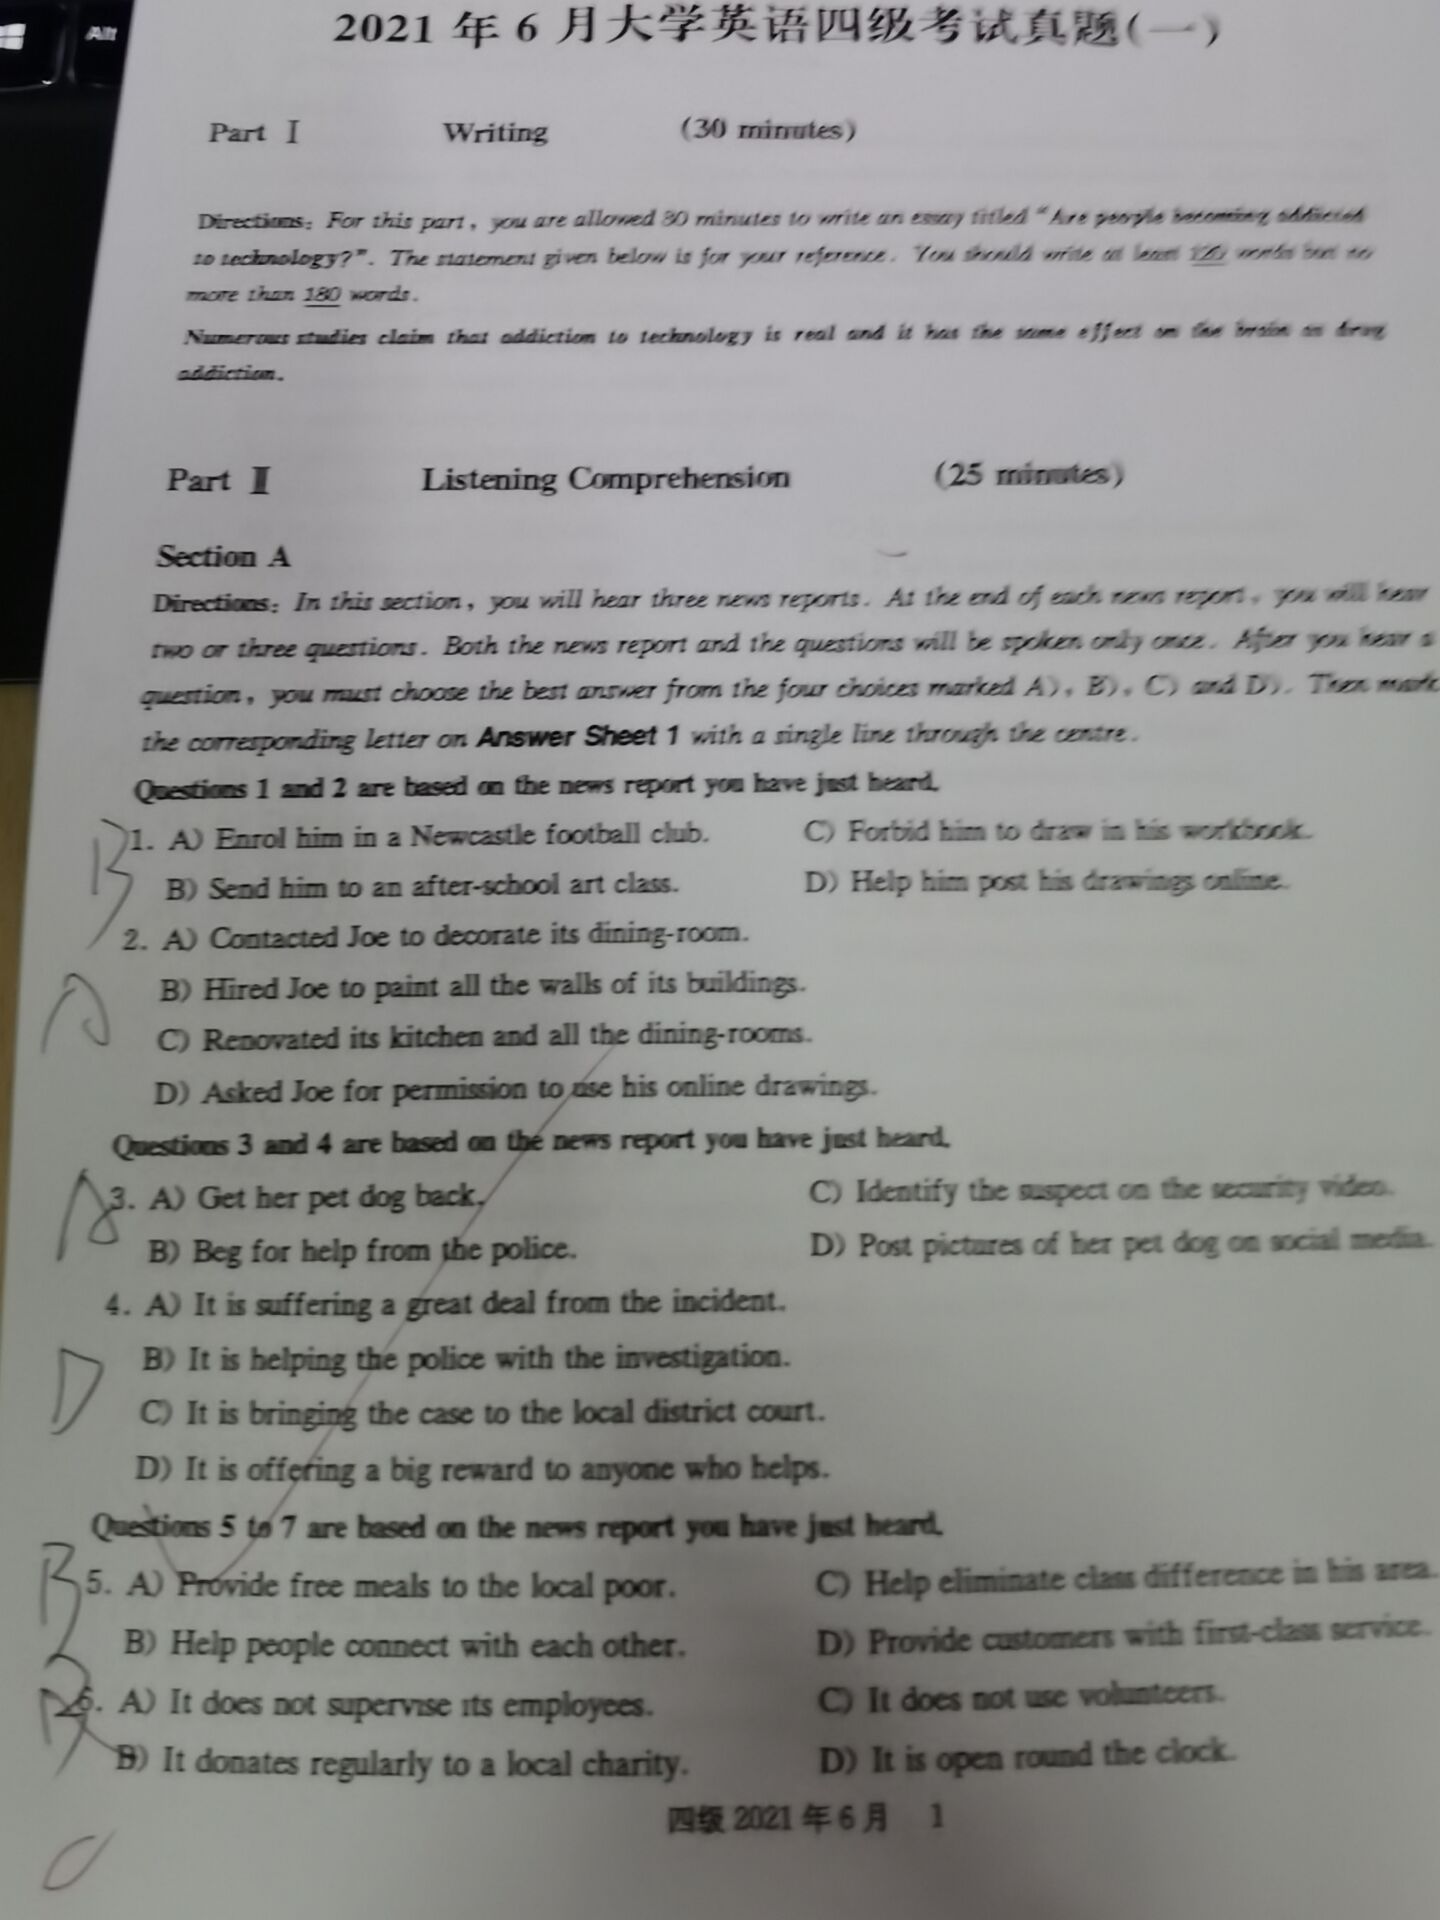 Alt
2021 年 6 月大学英语四级考试真题(一)
Part Ⅰ Writing (30 minutes)
Directions: For this part, you are allowed 30 minutes to write an essay titled "Are people becoming addicted
to technology?". The statement given below is for your reference. You should write at least 120 words but no
more than 180 words.
Numerous studies claim that addiction to technology is real and it has the same effect on the brain as drug
addiction.
Part Ⅱ Listening Comprehension (25 minutes)
Section A
Directions: In this section, you will hear three news reports. At the end of each news report, you will hear
two or three questions. Both the news report and the questions will be spoken only once. After you hear a
question, you must choose the best answer from the four choices marked A), B), C) and D). Then mark
the corresponding letter on Answer Sheet 1 with a single line through the centre.
Questions 1 and 2 are based on the news report you have just heard.
B 1. A) Enrol him in a Newcastle football club. C) Forbid him to draw in his workbook.
B) Send him to an after-school art class. D) Help him post his drawings online.
2. A) Contacted Joe to decorate its dining-room.
B) Hired Joe to paint all the walls of its buildings.
C) Renovated its kitchen and all the dining-rooms.
D) Asked Joe for permission to use his online drawings.
Questions 3 and 4 are based on the news report you have just heard.
A 3. A) Get her pet dog back. C) Identify the suspect on the security video.
B) Beg for help from the police. D) Post pictures of her pet dog on social media.
4. A) It is suffering a great deal from the incident.
B) It is helping the police with the investigation.
D C) It is bringing the case to the local district court.
D) It is offering a big reward to anyone who helps.
Questions 5 to 7 are based on the news report you have just heard.
B 5. A) Provide free meals to the local poor. C) Help eliminate class difference in his area.
B) Help people connect with each other. D) Provide customers with first-class service.
6. A) It does not supervise its employees. C) It does not use volunteers.
B) It donates regularly to a local charity. D) It is open round the clock.
四级 2021 年 6 月 1